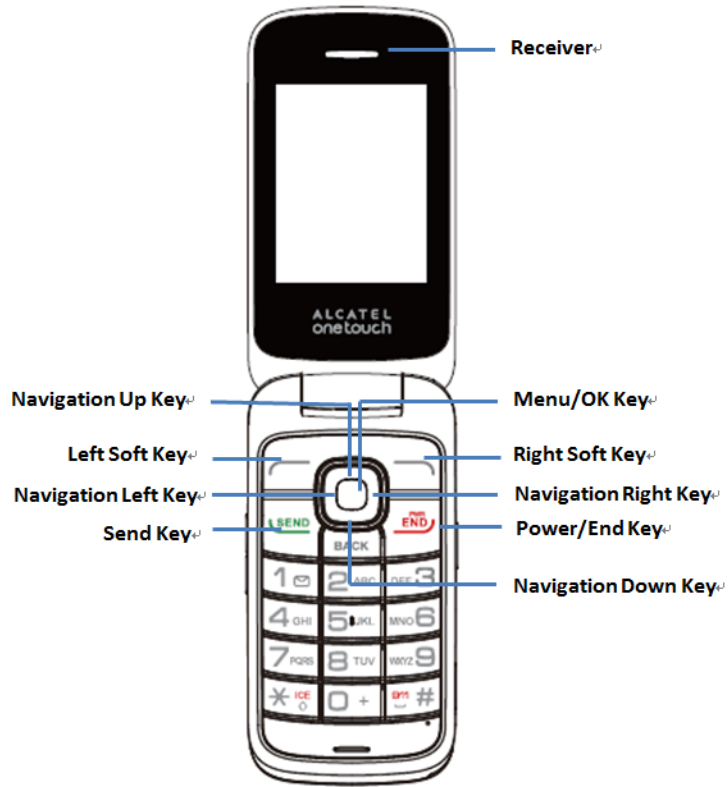 Receiver
ALCATEL
onetouch
Navigation Up Key
Menu/OK Key
Left Soft Key
Right Soft Key
Navigation Left Key
Navigation Right Key
Send Key
SEND
PWR
END
Power/End Key
BACK
Navigation Down Key
1
2 ABC
DEF 3
4 GHI
5 JKL
MNO 6
7 PQRS
8 TUV
WXYZ 9
* ICE
0 +
#